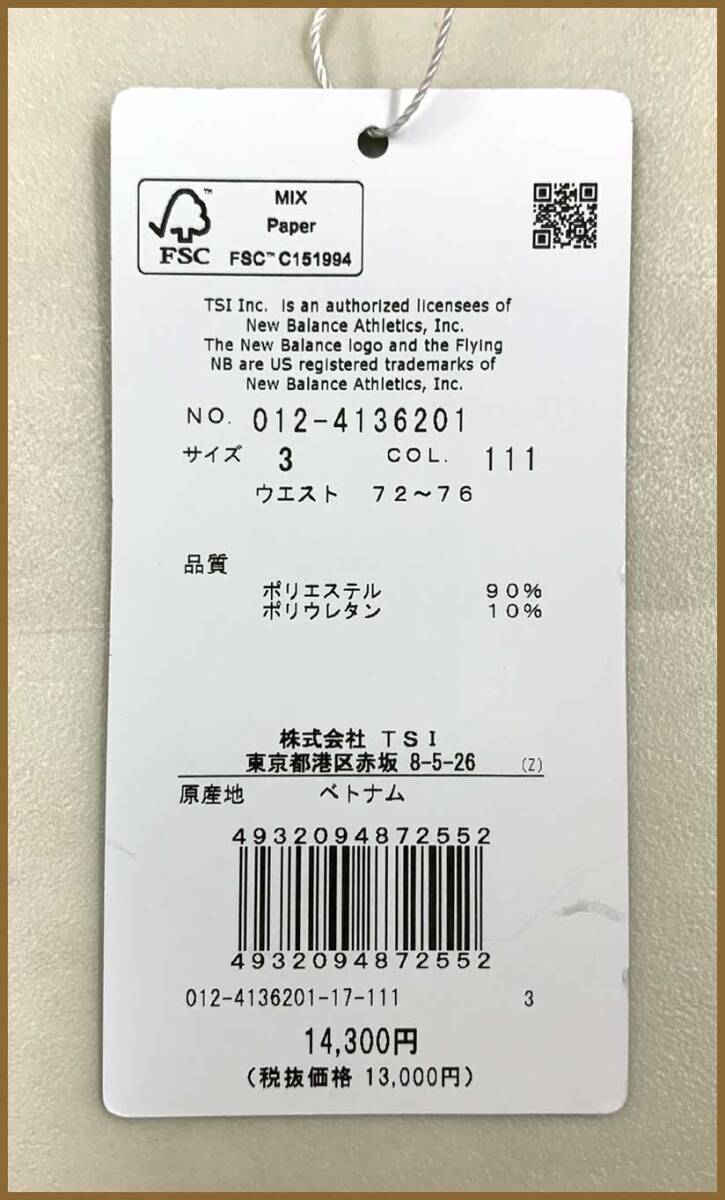 MIX
Paper
FSC™ C151994
FSC
TSI Inc. is an authorized licensees of
New Balance Athletics, Inc.
The New Balance logo and the Flying
NB are US registered trademarks of
New Balance Athletics, Inc.
NO. 012-4136201
サイズ 3 COL. 111
ウエスト 72～76
品質
ポリエステル 90%
ポリウレタン 10%
株式会社 TSI
東京都港区赤坂 8-5-26 (Z)
原産地 ベトナム
4932094872552
4932094872552
012-4136201-17-111 3
14,300円
(税抜価格 13,000円)